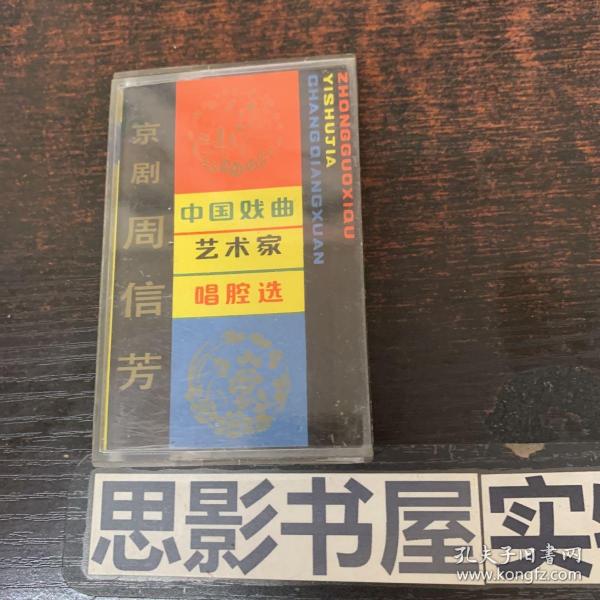 京剧周信芳
中国戏曲
艺术家
唱腔选
ZHONGGUOXIQU
YISHUJIA
CHANGQIANGXUAN
思影书屋 实
孔夫子旧书网
www.kongfz.com